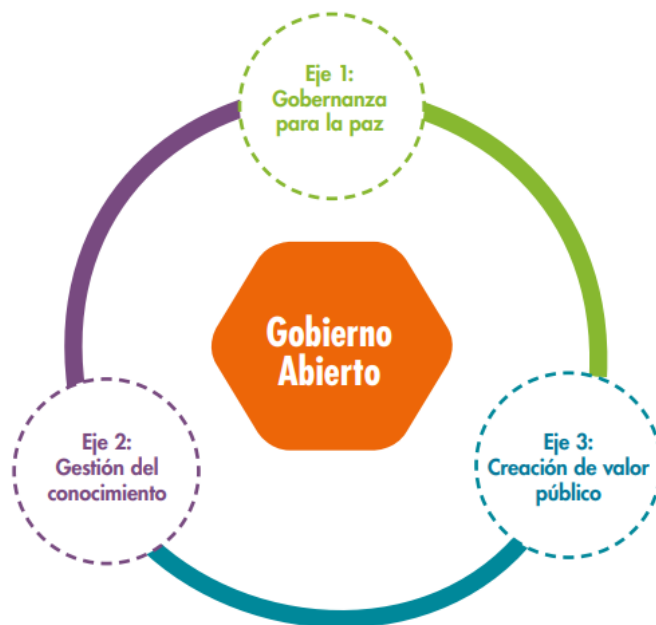 Eje 1:
Gobernanza
para la paz
Gobierno
Abierto
Eje 2:
Gestión del
conocimiento
Eje 3:
Creación de valor
público